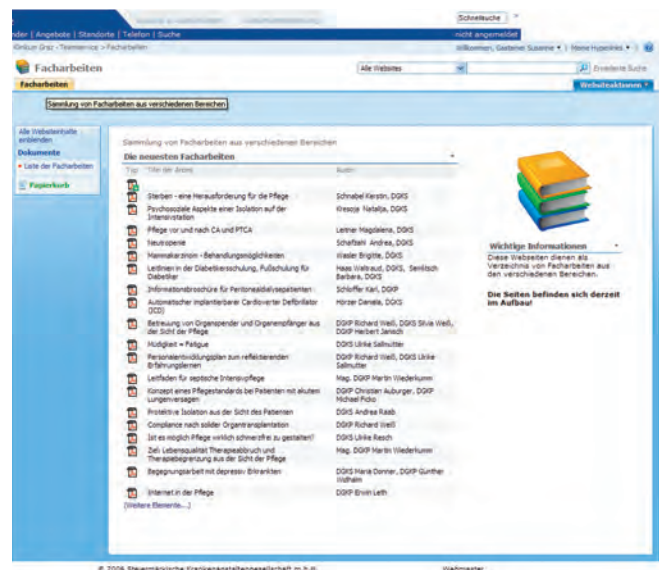 Schnellsuche
nder | Angebote | Standorte | Telefon | Suche
nicht angemeldet
Klinikum Graz - Teamservice > Facharbeiten
Willkommen, Gasteiner Susanne | Meine Hyperlinks
Facharbeiten
Alle Websites
Erweiterte Suche
Facharbeiten
Websiteaktionen
Sammlung von Facharbeiten aus verschiedenen Bereichen
Alle Websiteinhalte
einblenden
Dokumente
Liste der Facharbeiten
Papierkorb
Sammlung von Facharbeiten aus verschiedenen Bereichen
Die neuesten Facharbeiten
Typ Titel der Arbeit Autor
Sterben - eine Herausforderung für die Pflege Schnabel Kerstin, DGKS
Psychosoziale Aspekte einer Isolation auf der Kresoja Natalija, DGKS
Intensivstation
Pflege vor und nach CA und PTCA Leitner Magdalena, DGKS
Neutropenie Andrea, DGKS
Mammakarzinom - Behandlungsmöglichkeiten Brigitte, DGKS
Leitlinien in der Diabetikerschulung, Fußschulung für Haas Waltraud, DGKS,
Diabetiker Barbara, DGKS
Informationsbroschüre für Peritonealdialysepatienten Schloffer Karl, DGKP
Automatischer implantierbarer Cardioverter Defibrillator Hörzer Daniela, DGKS
(ICD)
Betreuung von Organspender und Organempfänger aus DGKP Richard Weiß, DGKS Silvia Weiß,
der Sicht der Pflege DGKP Herbert Janisch
Müdigkeit = Fatigue DGKS Ulrike Sallmutter
Personalentwicklungsplan zum reflektierenden DGKP Richard Weiß, DGKS Ulrike
Erfahrungslernen Sallmutter
Leitfaden für septische Intensivpflege Mag. DGKP Martin Wiederkumm
Konzept eines Pflegestandards bei Patienten mit akutem DGKP Christian Auburger, DGKP
Lungenversagen Michael
Protektive Isolation aus der Sicht des Patienten DGKS Andrea Raab
Compliance nach solider Organtransplantation DGKP Richard Weiß
Ist es möglich Pflege wirklich schmerzfrei zu gestalten? DGKS Ulrike Resch
Ziel: Lebensqualität Therapieabbruch und Mag. DGKP Martin Wiederkumm
Therapiebegrenzung aus der Sicht der Pflege
Begegnungsarbeit mit depressiv Erkrankten DGKS Maria Donner, DGKP Günther
Widhalm
Internet in der Pflege DGKP Erwin Leth
(Weitere Elemente...)
Wichtige Informationen
Diese Webseiten dienen als
Verzeichnis von Facharbeiten aus
den verschiedenen Bereichen.
Die Seiten befinden sich derzeit
im Aufbau!
Steiermärkische Krankenanstaltengesellschaft m.b.H.
Webmaster